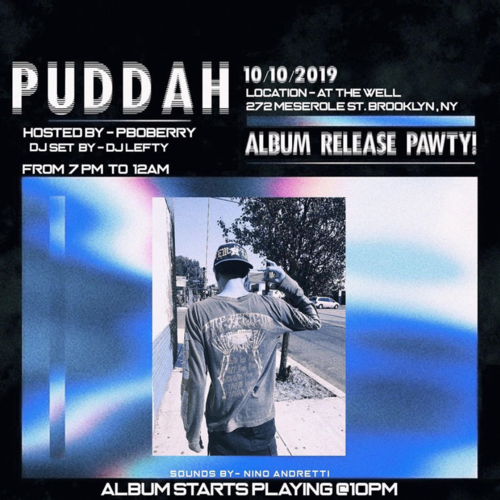 PUDDAH
10/10/2019
LOCATION - AT THE WELL
272 MESEROLE ST. BROOKLYN, NY
HOSTED BY - PBOBERRY
DJ SET BY - DJ LEFTY
ALBUM RELEASE PAWTY!
FROM 7 PM TO 12AM
SOUNDS BY - NINO ANDRETTI
ALBUM STARTS PLAYING @10PM